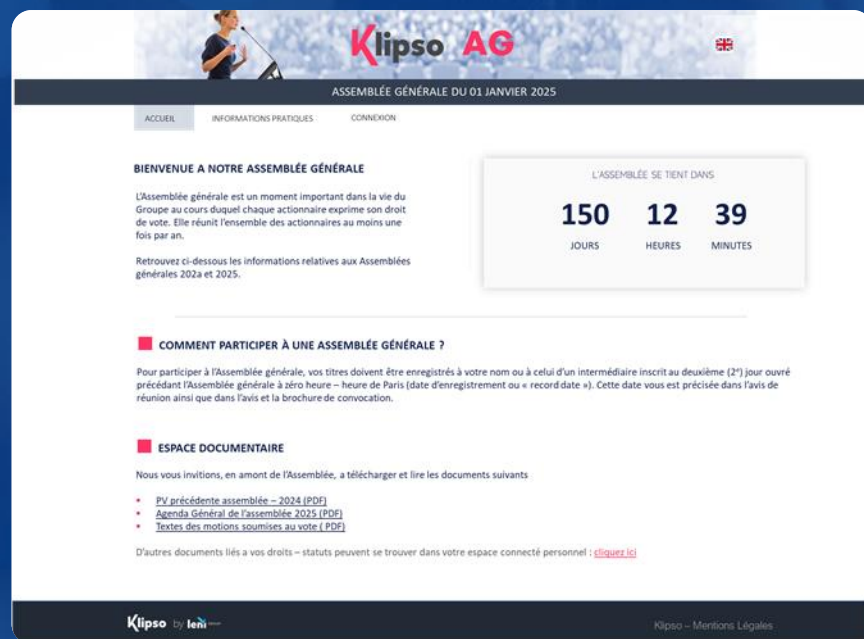 Klipso AG
ASSEMBLÉE GÉNÉRALE DU 01 JANVIER 2025
ACCUEIL INFORMATIONS PRATIQUES CONNEXION
BIENVENUE A NOTRE ASSEMBLÉE GÉNÉRALE
L'Assemblée générale est un moment important dans la vie du
Groupe au cours duquel chaque actionnaire exprime son droit
de vote. Elle réunit l'ensemble des actionnaires au moins une
fois par an.
Retrouvez ci-dessous les informations relatives aux Assemblées
générales 202a et 2025.
L'ASSEMBLÉE SE TIENT DANS
150 12 39
JOURS HEURES MINUTES
COMMENT PARTICIPER À UNE ASSEMBLÉE GÉNÉRALE ?
Pour participer à l'Assemblée générale, vos titres doivent être enregistrés à votre nom ou à celui d'un intermédiaire inscrit au deuxième (2e) jour ouvré
précédant l'Assemblée générale à zéro heure – heure de Paris (date d'enregistrement ou « record date »). Cette date vous est précisée dans l'avis de
réunion ainsi que dans l'avis et la brochure de convocation.
ESPACE DOCUMENTAIRE
Nous vous invitions, en amont de l'Assemblée, a télécharger et lire les documents suivants
PV précédente assemblée – 2024 (PDF)
Agenda Général de l'assemblée 2025 (PDF)
Textes des motions soumises au vote ( PDF)
D'autres documents liés a vos droits – statuts peuvent se trouver dans votre espace connecté personnel : cliquez ici
Klipso by leni
Klipso – Mentions Légales